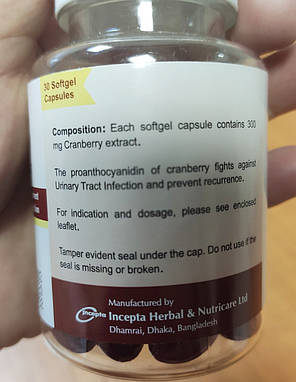 30 Softgel
Capsules
Composition: Each softgel capsule contains 300
mg Cranberry extract.
The proanthocyanidin of cranberry fights against
Urinary Tract Infection and prevent recurrence.
For indication and dosage, please see enclosed
leaflet.
Tamper evident seal under the cap. Do not use if the
seal is missing or broken.
Manufactured by
Incepta Incepta Herbal & Nutricare Ltd
Dhamrai, Dhaka, Bangladesh